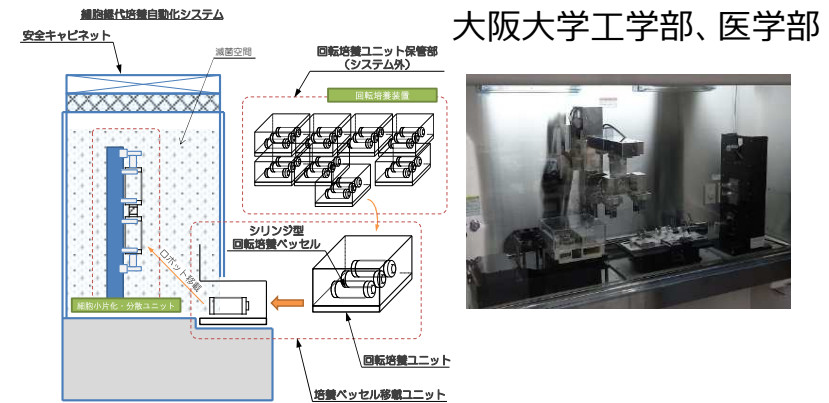 細胞継代培養自動化システム
大阪大学工学部、医学部
安全キャビネット
滅菌空間
回転培養ユニット保管部
（システム外）
回転培養装置
シリンジ型
回転培養ベッセル
ロボット移載
細胞小片化・分散ユニット
回転培養ユニット
培養ベッセル移載ユニット